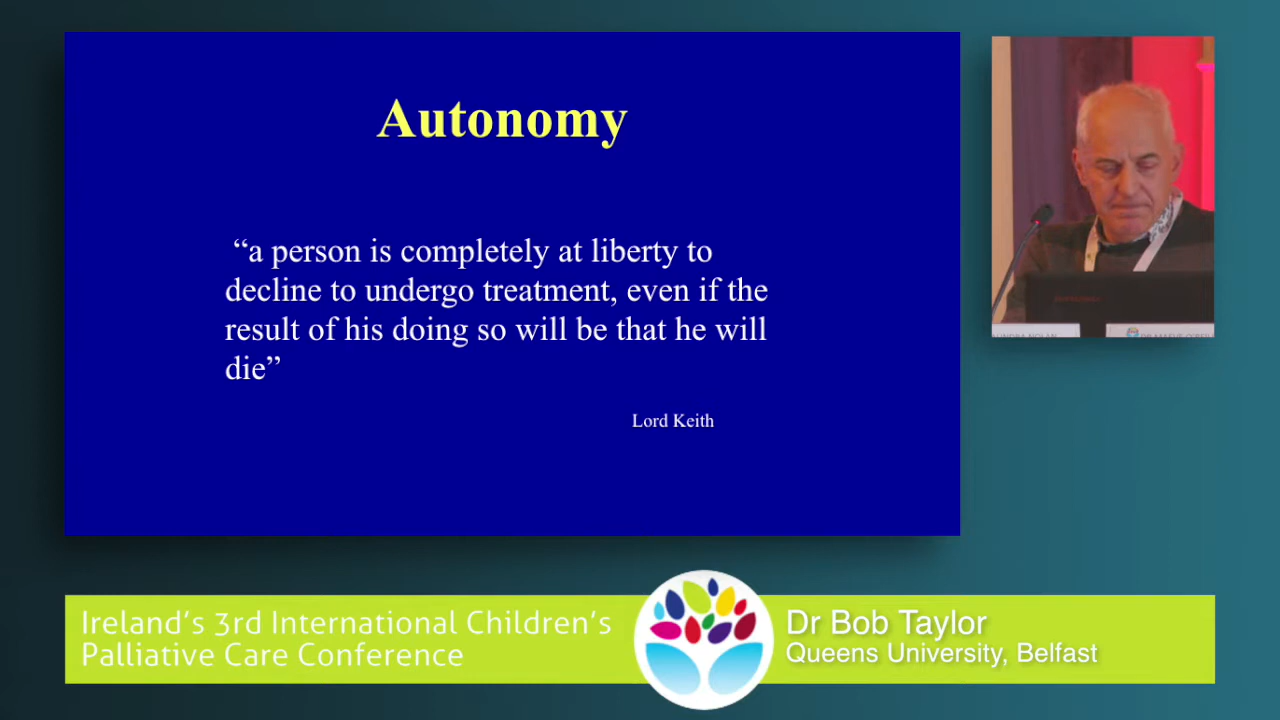 Autonomy
“a person is completely at liberty to
decline to undergo treatment, even if the
result of his doing so will be that he will
die”
Lord Keith
Ireland's 3rd International Children's
Palliative Care Conference
Dr Bob Taylor
Queens University, Belfast